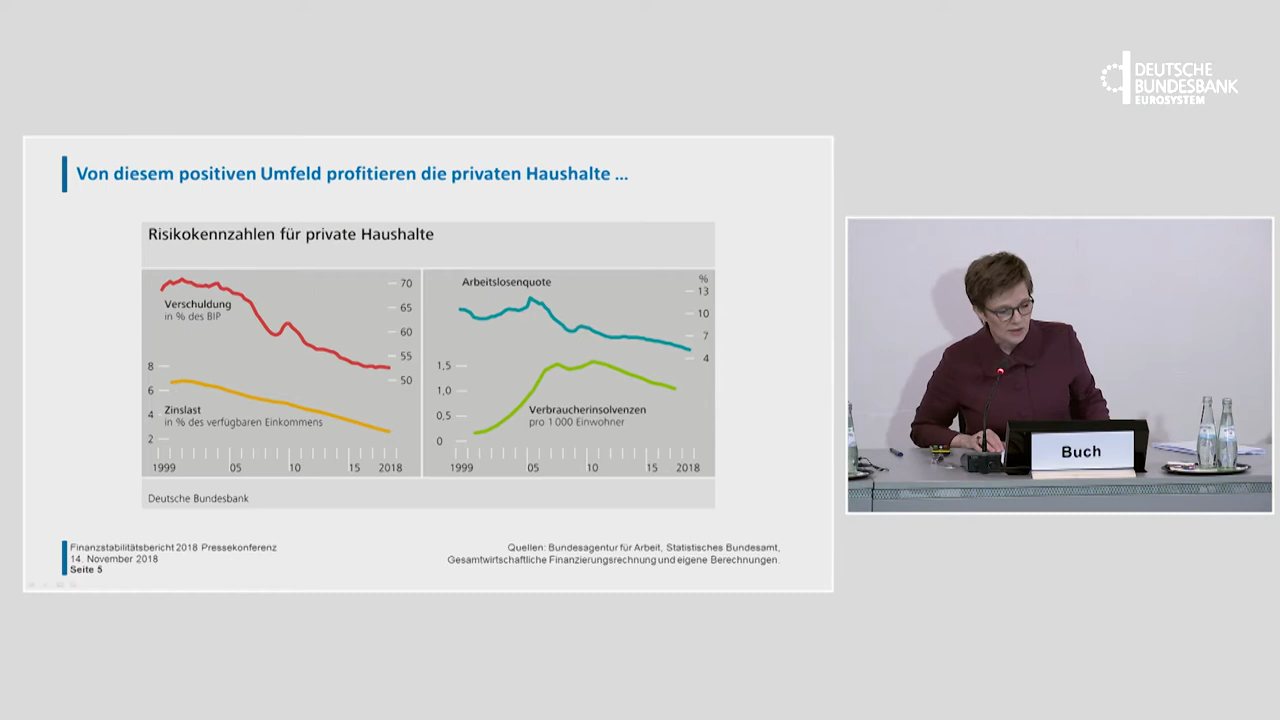 DEUTSCHE
BUNDESBANK
EUROSYSTEM
Von diesem positiven Umfeld profitieren die privaten Haushalte ...
Risikokennzahlen für private Haushalte
Verschuldung
in % des BIP
70
65
60
55
50
8
6
4
2
Zinslast
in % des verfügbaren Einkommens
1999 05 10 15 2018
Arbeitslosenquote
%
13
10
7
4
1,5
1,0
0,5
0
Verbraucherinsolvenzen
pro 1 000 Einwohner
1999 05 10 15 2018
Deutsche Bundesbank
Finanzstabilitätsbericht 2018 Pressekonferenz
14. November 2018
Seite 5
Quellen: Bundesagentur für Arbeit, Statistisches Bundesamt,
Gesamtwirtschaftliche Finanzierungsrechnung und eigene Berechnungen.
Buch